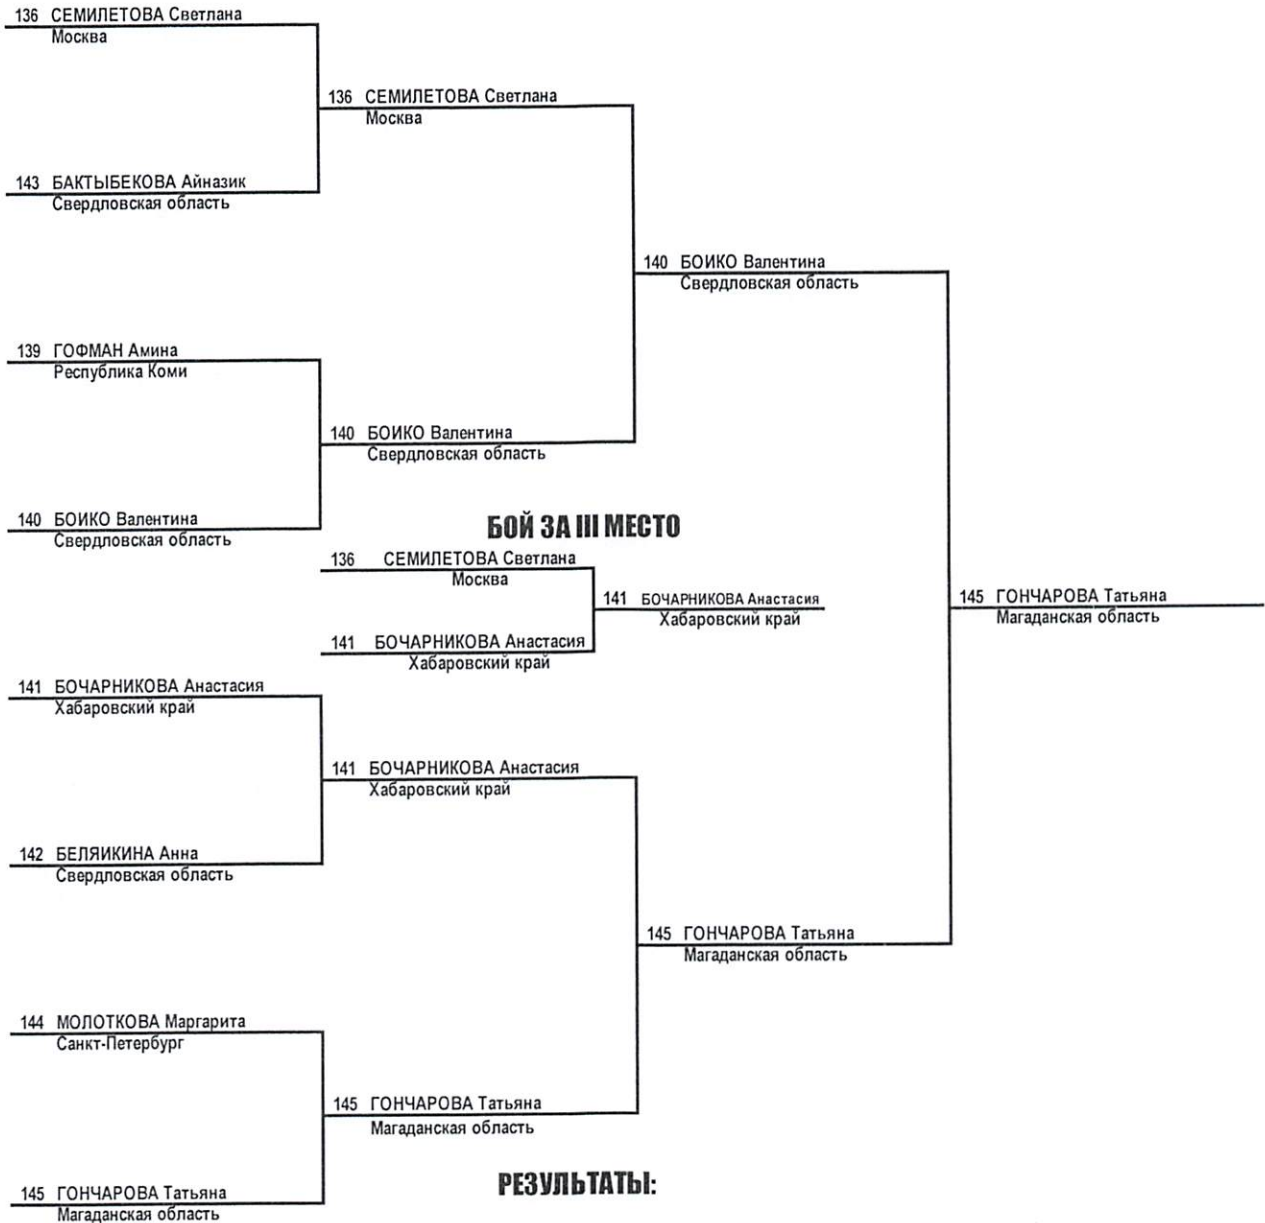 136 СЕМИЛЕТОВА Светлана
Москва
136 СЕМИЛЕТОВА Светлана
Москва
143 БАКТЫБЕКОВА Айназик
Свердловская область
140 БОИКО Валентина
Свердловская область
139 ГОФМАН Амина
Республика Коми
140 БОИКО Валентина
Свердловская область
140 БОИКО Валентина
Свердловская область
БОЙ ЗА III МЕСТО
136 СЕМИЛЕТОВА Светлана
Москва
141 БОЧАРНИКОВА Анастасия
Хабаровский край
145 ГОНЧАРОВА Татьяна
Магаданская область
141 БОЧАРНИКОВА Анастасия
Хабаровский край
141 БОЧАРНИКОВА Анастасия
Хабаровский край
141 БОЧАРНИКОВА Анастасия
Хабаровский край
142 БЕЛЯИКИНА Анна
Свердловская область
145 ГОНЧАРОВА Татьяна
Магаданская область
144 МОЛОТКОВА Маргарита
Санкт-Петербург
145 ГОНЧАРОВА Татьяна
Магаданская область
РЕЗУЛЬТАТЫ:
145 ГОНЧАРОВА Татьяна
Магаданская область